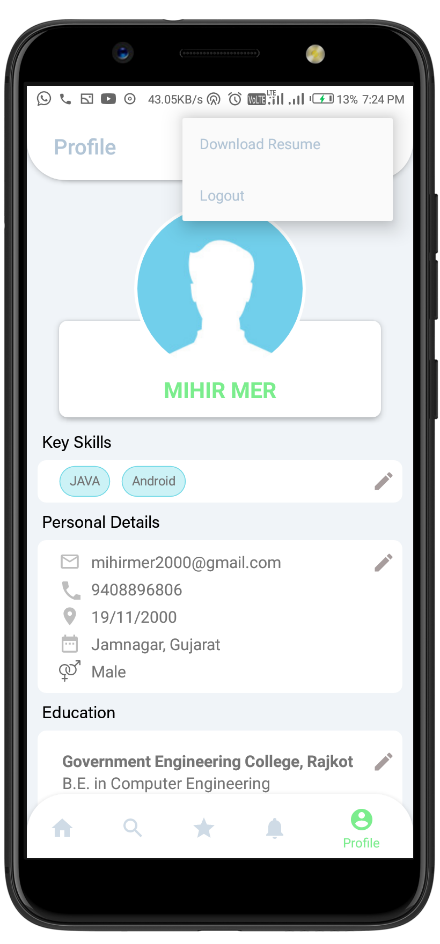 43.05KB/s LTE VoLTE 13% 7:24 PM
Profile
Download Resume
Logout
MIHIR MER
Key Skills
JAVA Android
Personal Details
mihirmer2000@gmail.com
9408896806
19/11/2000
Jamnagar, Gujarat
Male
Education
Government Engineering College, Rajkot
B.E. in Computer Engineering
Profile